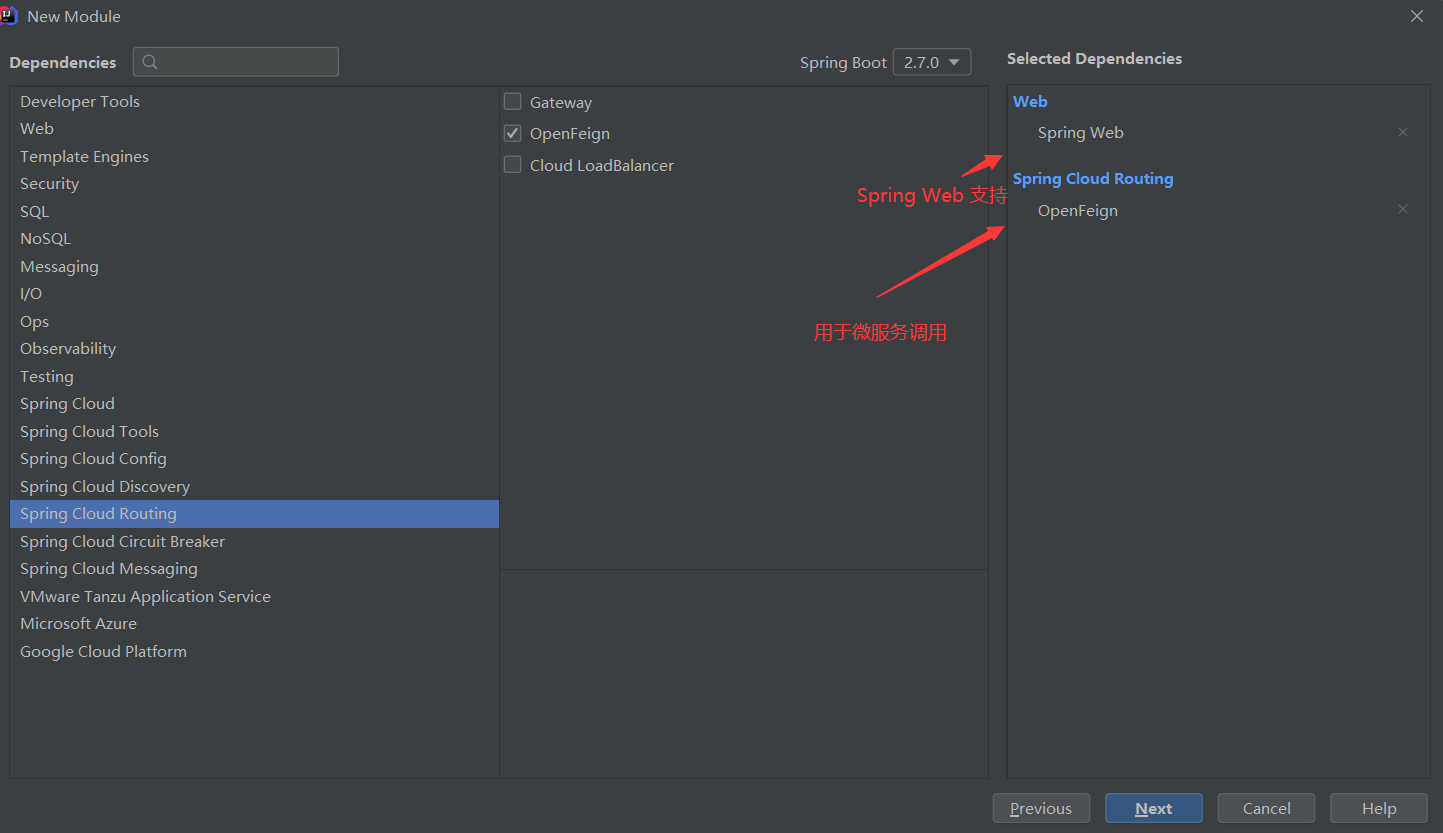 New Module
Dependencies
Spring Boot 2.7.0
Selected Dependencies
Developer Tools
Web
Template Engines
Security
SQL
NoSQL
Messaging
I/O
Ops
Observability
Testing
Spring Cloud
Spring Cloud Tools
Spring Cloud Config
Spring Cloud Discovery
Spring Cloud Routing
Spring Cloud Circuit Breaker
Spring Cloud Messaging
VMware Tanzu Application Service
Microsoft Azure
Google Cloud Platform
Gateway
OpenFeign
Cloud LoadBalancer
Spring Web 支持
用于微服务调用
Web
Spring Web
Spring Cloud Routing
OpenFeign
Previous
Next
Cancel
Help